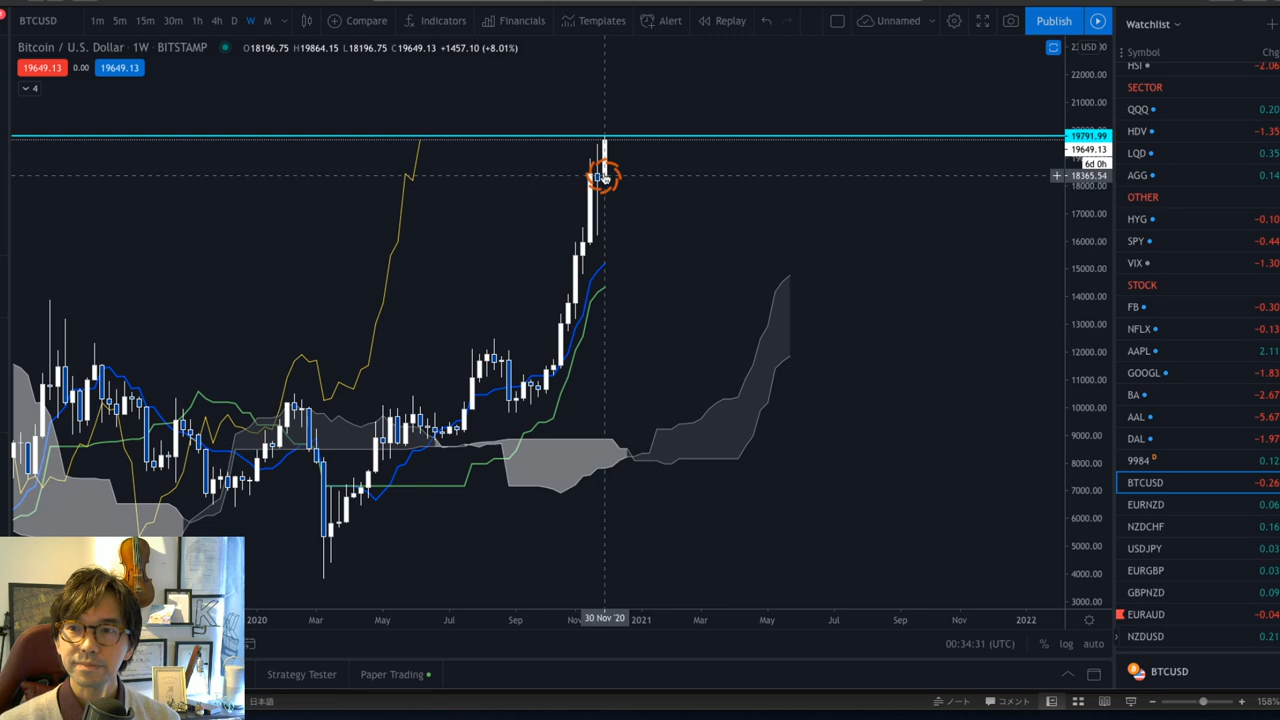 BTCUSD 1m 5m 15m 30m 1h 4h D W M Compare Indicators Financials Templates Alert Replay Unnamed Publish
Bitcoin / U.S. Dollar · 1W · BITSTAMP O18196.75 H19864.15 L18196.75 C19649.13 +1457.10 (+8.01%)
19649.13 0.00 19649.13
4
USD
22000.00
21000.00
19791.99
19649.13
6d 0h
18365.54
18000.00
17000.00
16000.00
15000.00
14000.00
13000.00
12000.00
11000.00
10000.00
9000.00
8000.00
7000.00
6000.00
5000.00
4000.00
3000.00
2020 Mar May Jul Sep Nov 30 Nov '20 2021 Mar May Jul Sep Nov 2022
00:34:31 (UTC) % log auto
Strategy Tester Paper Trading
日本語 ノート コメント 158%
Watchlist
Symbol Chg
HSI -2.06
SECTOR
QQQ 0.20
HDV -1.35
LQD -0.35
AGG 0.14
OTHER
HYG -0.10
SPY -0.44
VIX -1.30
STOCK
FB -0.30
NFLX -0.13
AAPL 2.11
GOOGL -1.83
BA -2.67
AAL -5.67
DAL -1.97
9984 D 0.12
BTCUSD -0.26
EURNZD 0.06
NZDCHF 0.14
USDJPY 0.03
EURGBP 0.03
GBPNZD 0.09
EURAUD -0.04
NZDUSD 0.21
BTCUSD